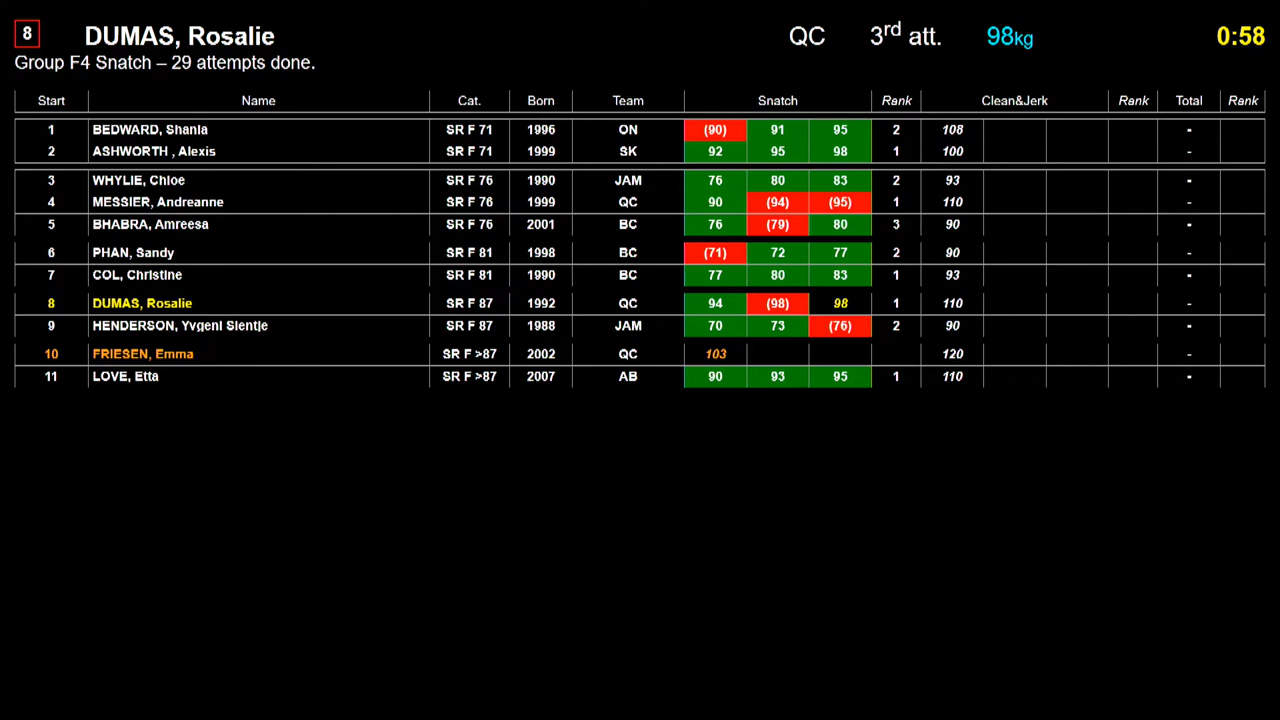 8 DUMAS, Rosalie QC 3rd att. 98kg 0:58
Group F4 Snatch – 29 attempts done.
Start Name Cat. Born Team Snatch Rank Clean&Jerk Rank Total Rank
1 BEDWARD, Shania SR F 71 1996 ON (90) 91 95 2 108 -
2 ASHWORTH , Alexis SR F 71 1999 SK 92 95 98 1 100 -
3 WHYLIE, Chloe SR F 76 1990 JAM 76 80 83 2 93 -
4 MESSIER, Andreanne SR F 76 1999 QC 90 (94) (95) 1 110 -
5 BHABRA, Amreesa SR F 76 2001 BC 76 (79) 80 3 90 -
6 PHAN, Sandy SR F 81 1998 BC (71) 72 77 2 90 -
7 COL, Christine SR F 81 1990 BC 77 80 83 1 93 -
8 DUMAS, Rosalie SR F 87 1992 QC 94 (98) 98 1 110 -
9 HENDERSON, Yvgeni Sientje SR F 87 1988 JAM 70 73 (76) 2 90 -
10 FRIESEN, Emma SR F >87 2002 QC 103 120 -
11 LOVE, Etta SR F >87 2007 AB 90 93 95 1 110 -